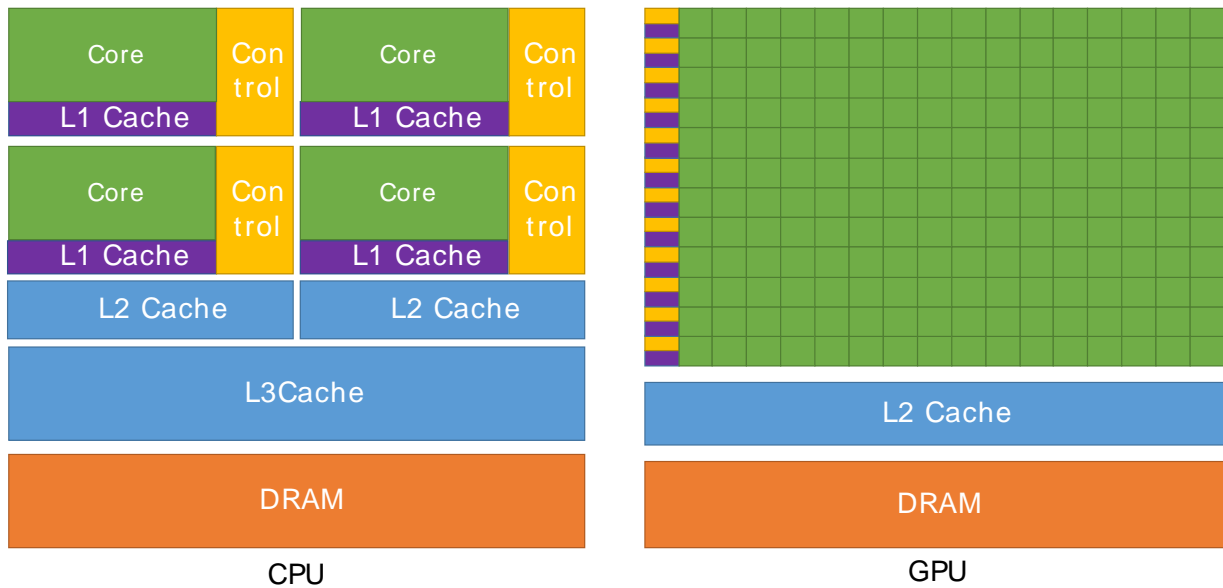 Core
Con
trol
L1 Cache
Core
Con
trol
L1 Cache
Core
Con
trol
L1 Cache
Core
Con
trol
L1 Cache
L2 Cache
L2 Cache
L3Cache
DRAM
CPU
L2 Cache
DRAM
GPU